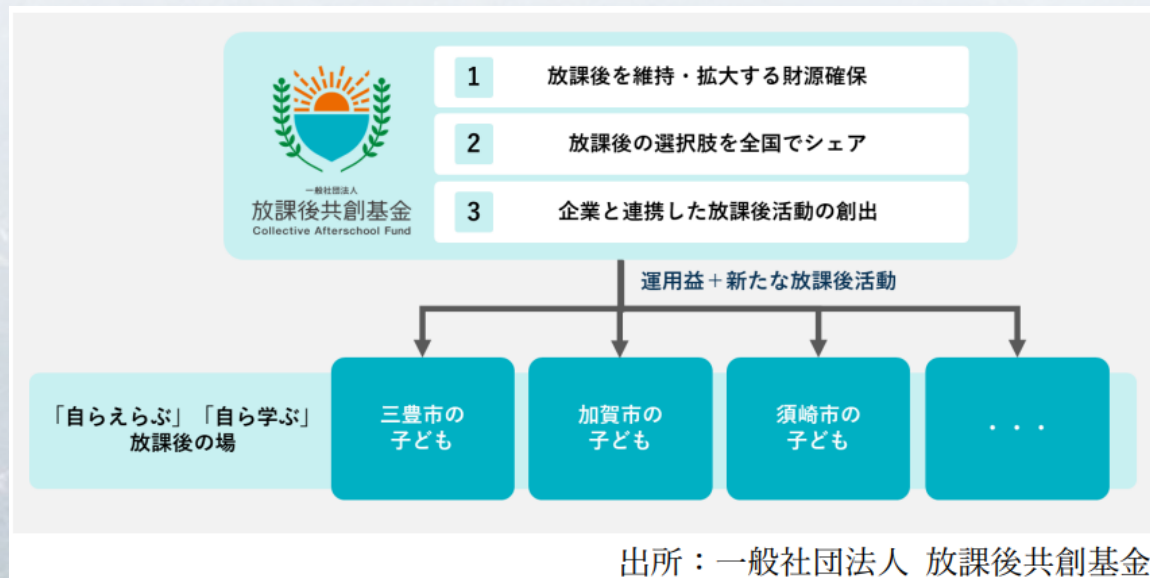 1
放課後を維持・拡大する財源確保
2
放課後の選択肢を全国でシェア
3
企業と連携した放課後活動の創出
一般社団法人
放課後共創基金
Collective Afterschool Fund
運用益+新たな放課後活動
「自らえらぶ」「自ら学ぶ」
放課後の場
三豊市の
子ども
加賀市の
子ども
須崎市の
子ども
・・・
出所：一般社団法人 放課後共創基金